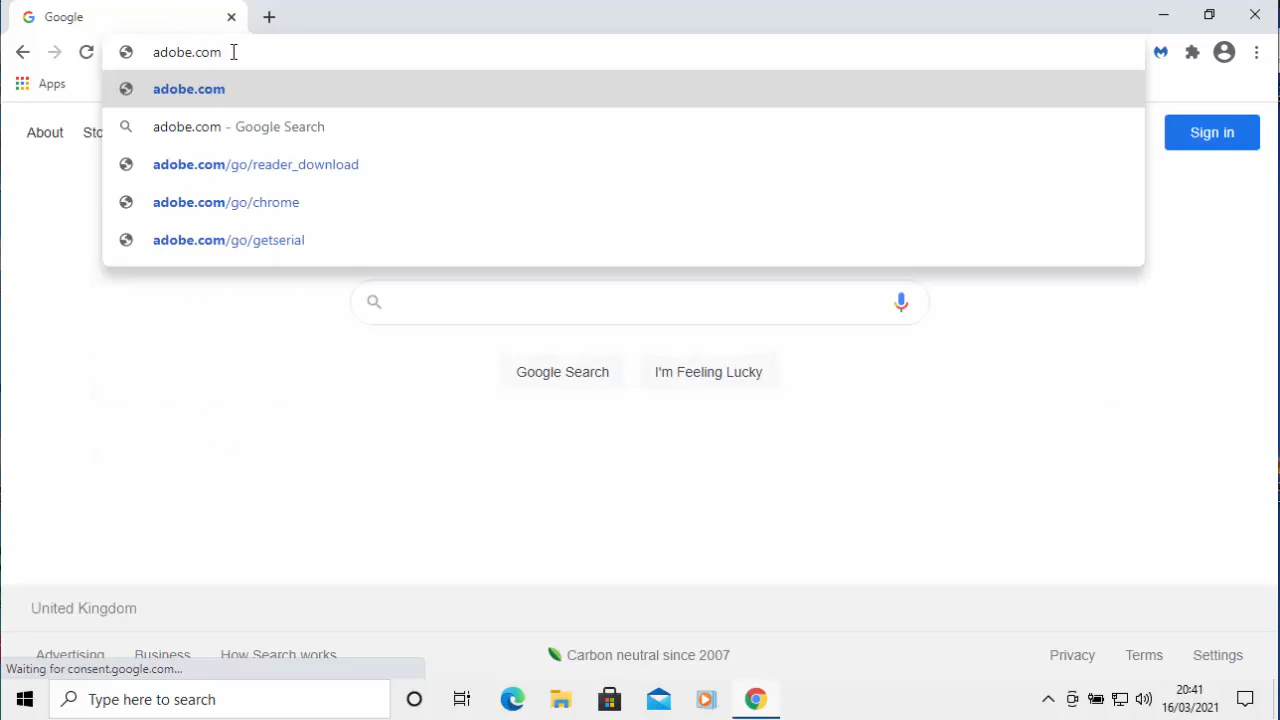 Google
adobe.com
Apps
adobe.com
adobe.com - Google Search
adobe.com/go/reader_download
adobe.com/go/chrome
adobe.com/go/getserial
About Sto
Sign in
Google Search
I'm Feeling Lucky
United Kingdom
Advertising Business How Search works
Carbon neutral since 2007
Privacy Terms Settings
Waiting for consent.google.com...
Type here to search
20:41
16/03/2021